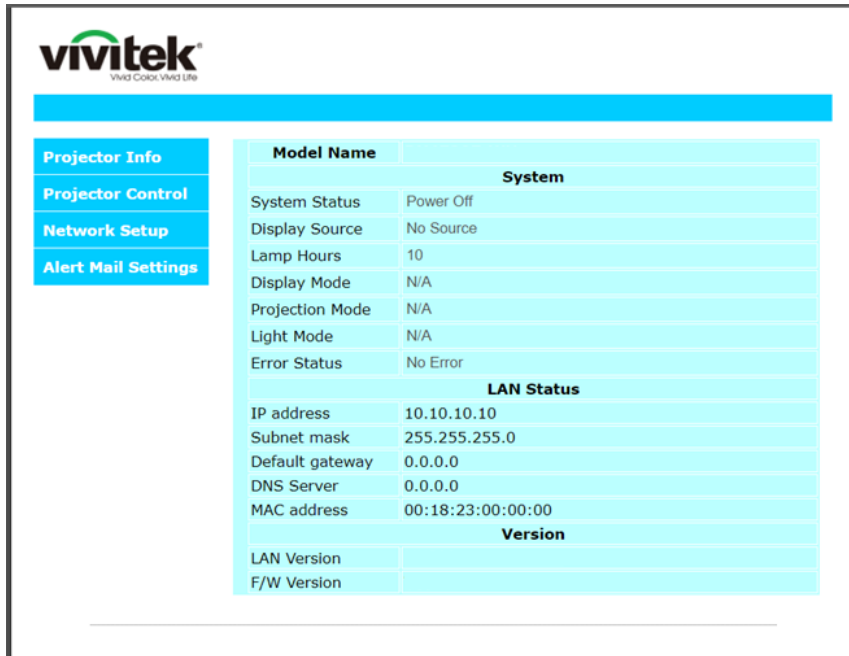 vivitek®
Vivid Color, Vivid Life
Projector Info
Projector Control
Network Setup
Alert Mail Settings
Model Name
System
System Status Power Off
Display Source No Source
Lamp Hours 10
Display Mode N/A
Projection Mode N/A
Light Mode N/A
Error Status No Error
LAN Status
IP address 10.10.10.10
Subnet mask 255.255.255.0
Default gateway 0.0.0.0
DNS Server 0.0.0.0
MAC address 00:18:23:00:00:00
Version
LAN Version
F/W Version